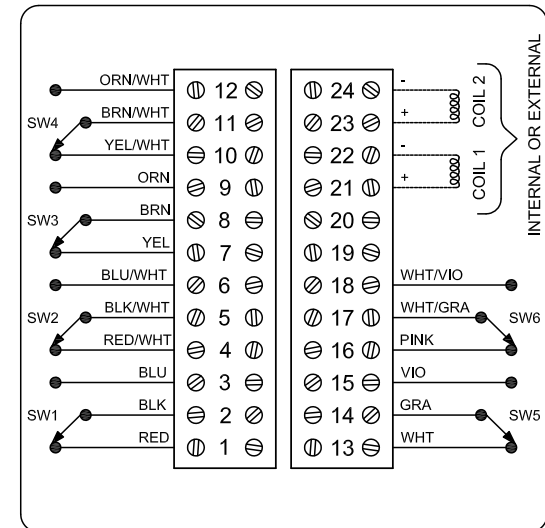 ORN/WHT 12 24 -
SW4 BRN/WHT 11 23 + COIL 2
YEL/WHT 10 22 -
ORN 9 21 + COIL 1
INTERNAL OR EXTERNAL
SW3 BRN 8 20
YEL 7 19
BLU/WHT 6 18 WHT/VIO
SW2 BLK/WHT 5 17 WHT/GRA SW6
RED/WHT 4 16 PINK
BLU 3 15 VIO
SW1 BLK 2 14 GRA SW5
RED 1 13 WHT